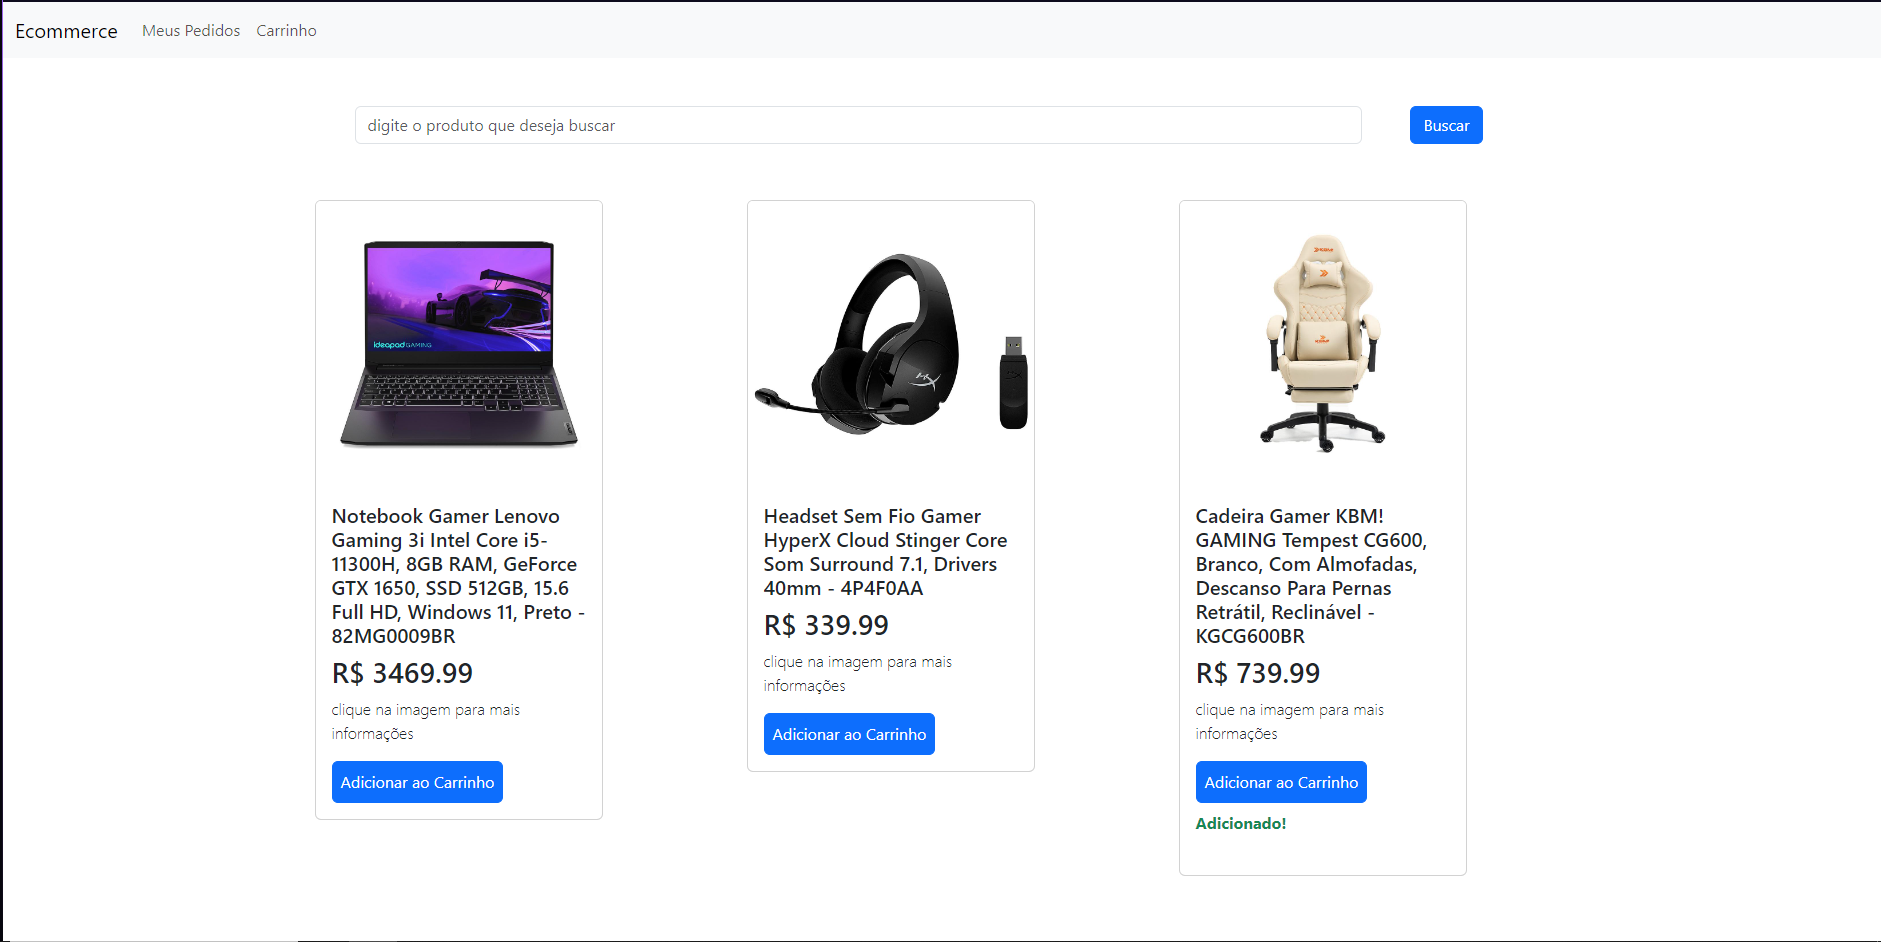 Ecommerce Meus Pedidos Carrinho
digite o produto que deseja buscar
Buscar
ideapad GAMING
Notebook Gamer Lenovo
Gaming 3i Intel Core i5-
11300H, 8GB RAM, GeForce
GTX 1650, SSD 512GB, 15.6
Full HD, Windows 11, Preto -
82MG0009BR
R$ 3469.99
clique na imagem para mais
informações
Adicionar ao Carrinho
Headset Sem Fio Gamer
HyperX Cloud Stinger Core
Som Surround 7.1, Drivers
40mm - 4P4F0AA
R$ 339.99
clique na imagem para mais
informações
Adicionar ao Carrinho
Cadeira Gamer KBM!
GAMING Tempest CG600,
Branco, Com Almofadas,
Descanso Para Pernas
Retrátil, Reclinável -
KGCG600BR
R$ 739.99
clique na imagem para mais
informações
Adicionar ao Carrinho
Adicionado!